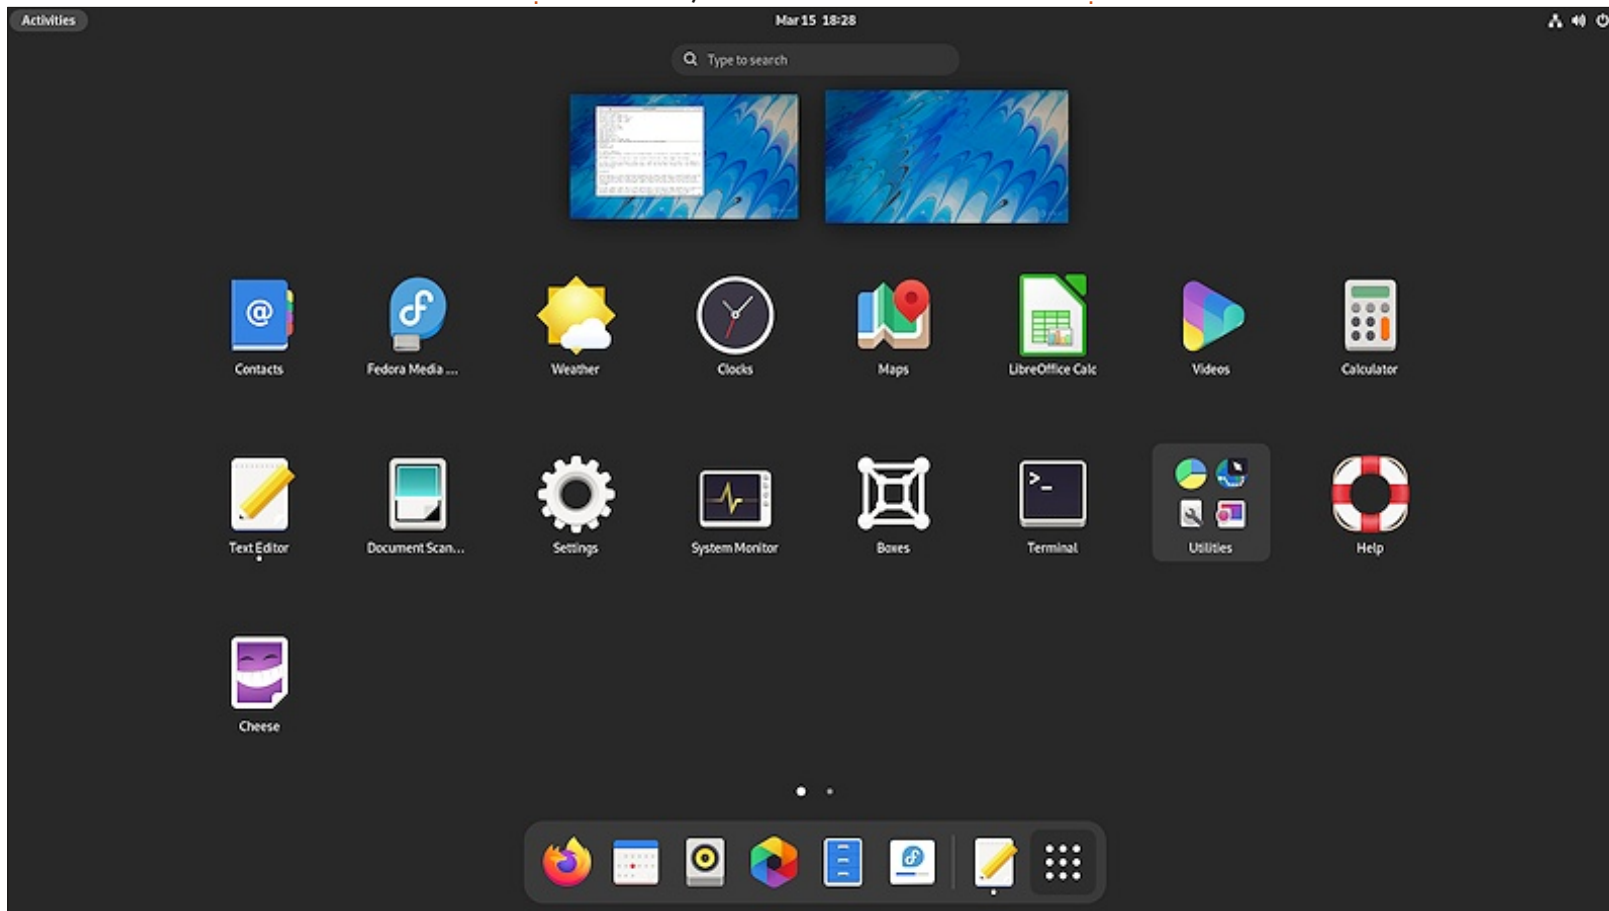 Activities
Mar 15 18:28
Type to search
Contacts
Fedora Media ...
Weather
Clocks
Maps
LibreOffice Calc
Videos
Calculator
Text Editor
Document Scan...
Settings
System Monitor
Boxes
Terminal
Utilities
Help
Cheese